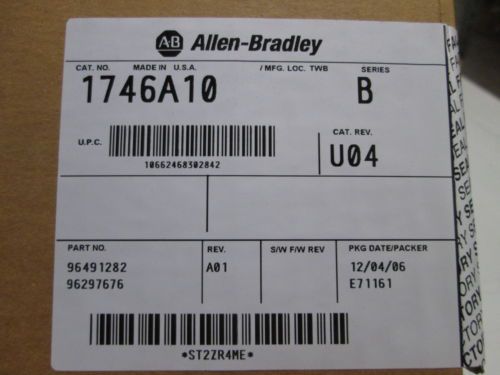 AB Allen-Bradley
CAT. NO. MADE IN U.S.A. / MFG. LOC. TWB SERIES
1746A10 B
U.P.C. CAT. REV.
10662468302842 U04
PART NO. REV. S/W F/W REV PKG DATE/PACKER
96491282 A01 12/04/06
96297676 E71161
*ST2ZR4ME*